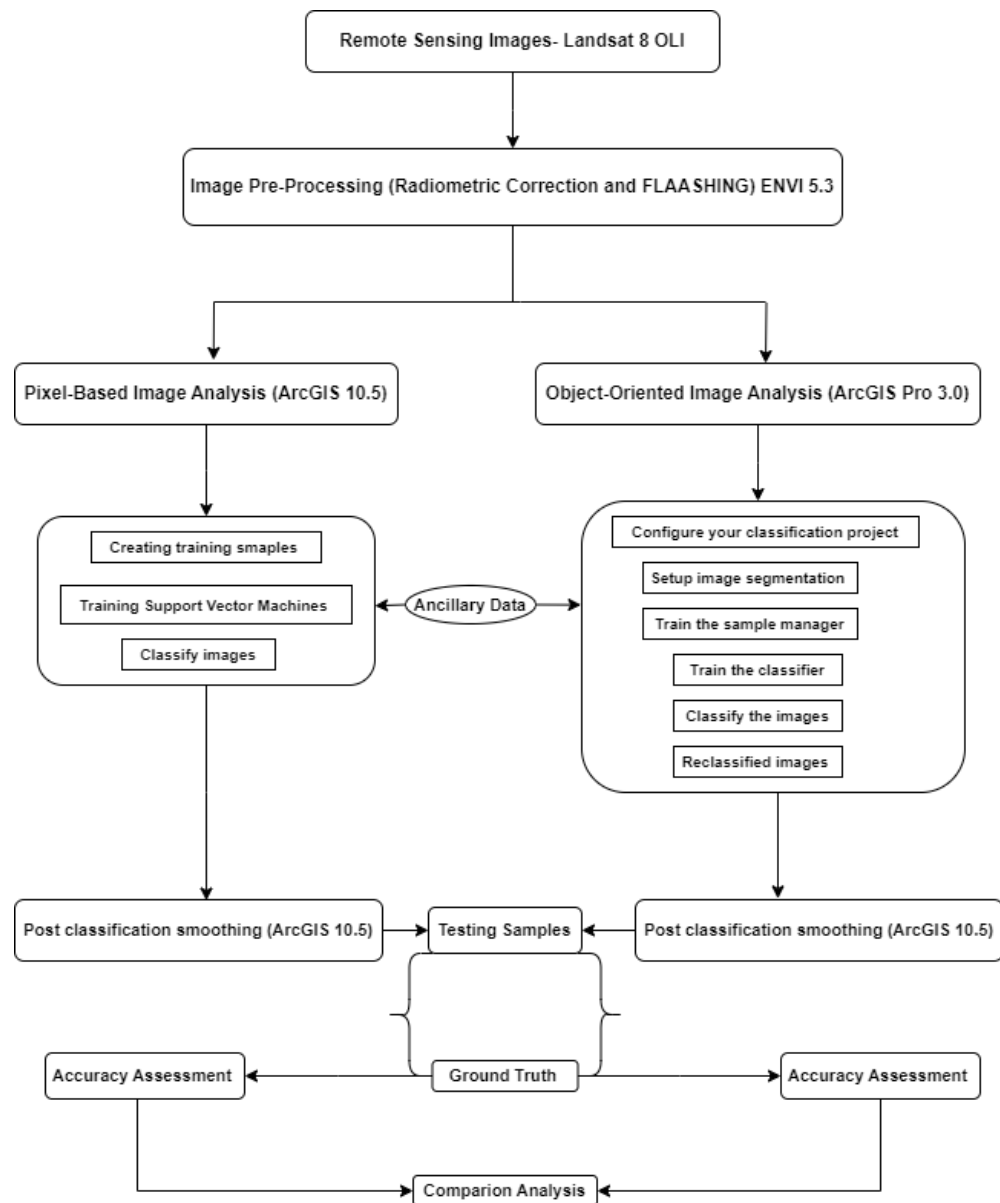 Remote Sensing Images- Landsat 8 OLI
Image Pre-Processing (Radiometric Correction and FLAASHING) ENVI 5.3
Pixel-Based Image Analysis (ArcGIS 10.5)
Object-Oriented Image Analysis (ArcGIS Pro 3.0)
Creating training smaples
Training Support Vector Machines
Classify images
Ancillary Data
Configure your classification project
Setup image segmentation
Train the sample manager
Train the classifier
Classify the images
Reclassified images
Post classification smoothing (ArcGIS 10.5)
Testing Samples
Post classification smoothing (ArcGIS 10.5)
Accuracy Assessment
Ground Truth
Accuracy Assessment
Comparion Analysis